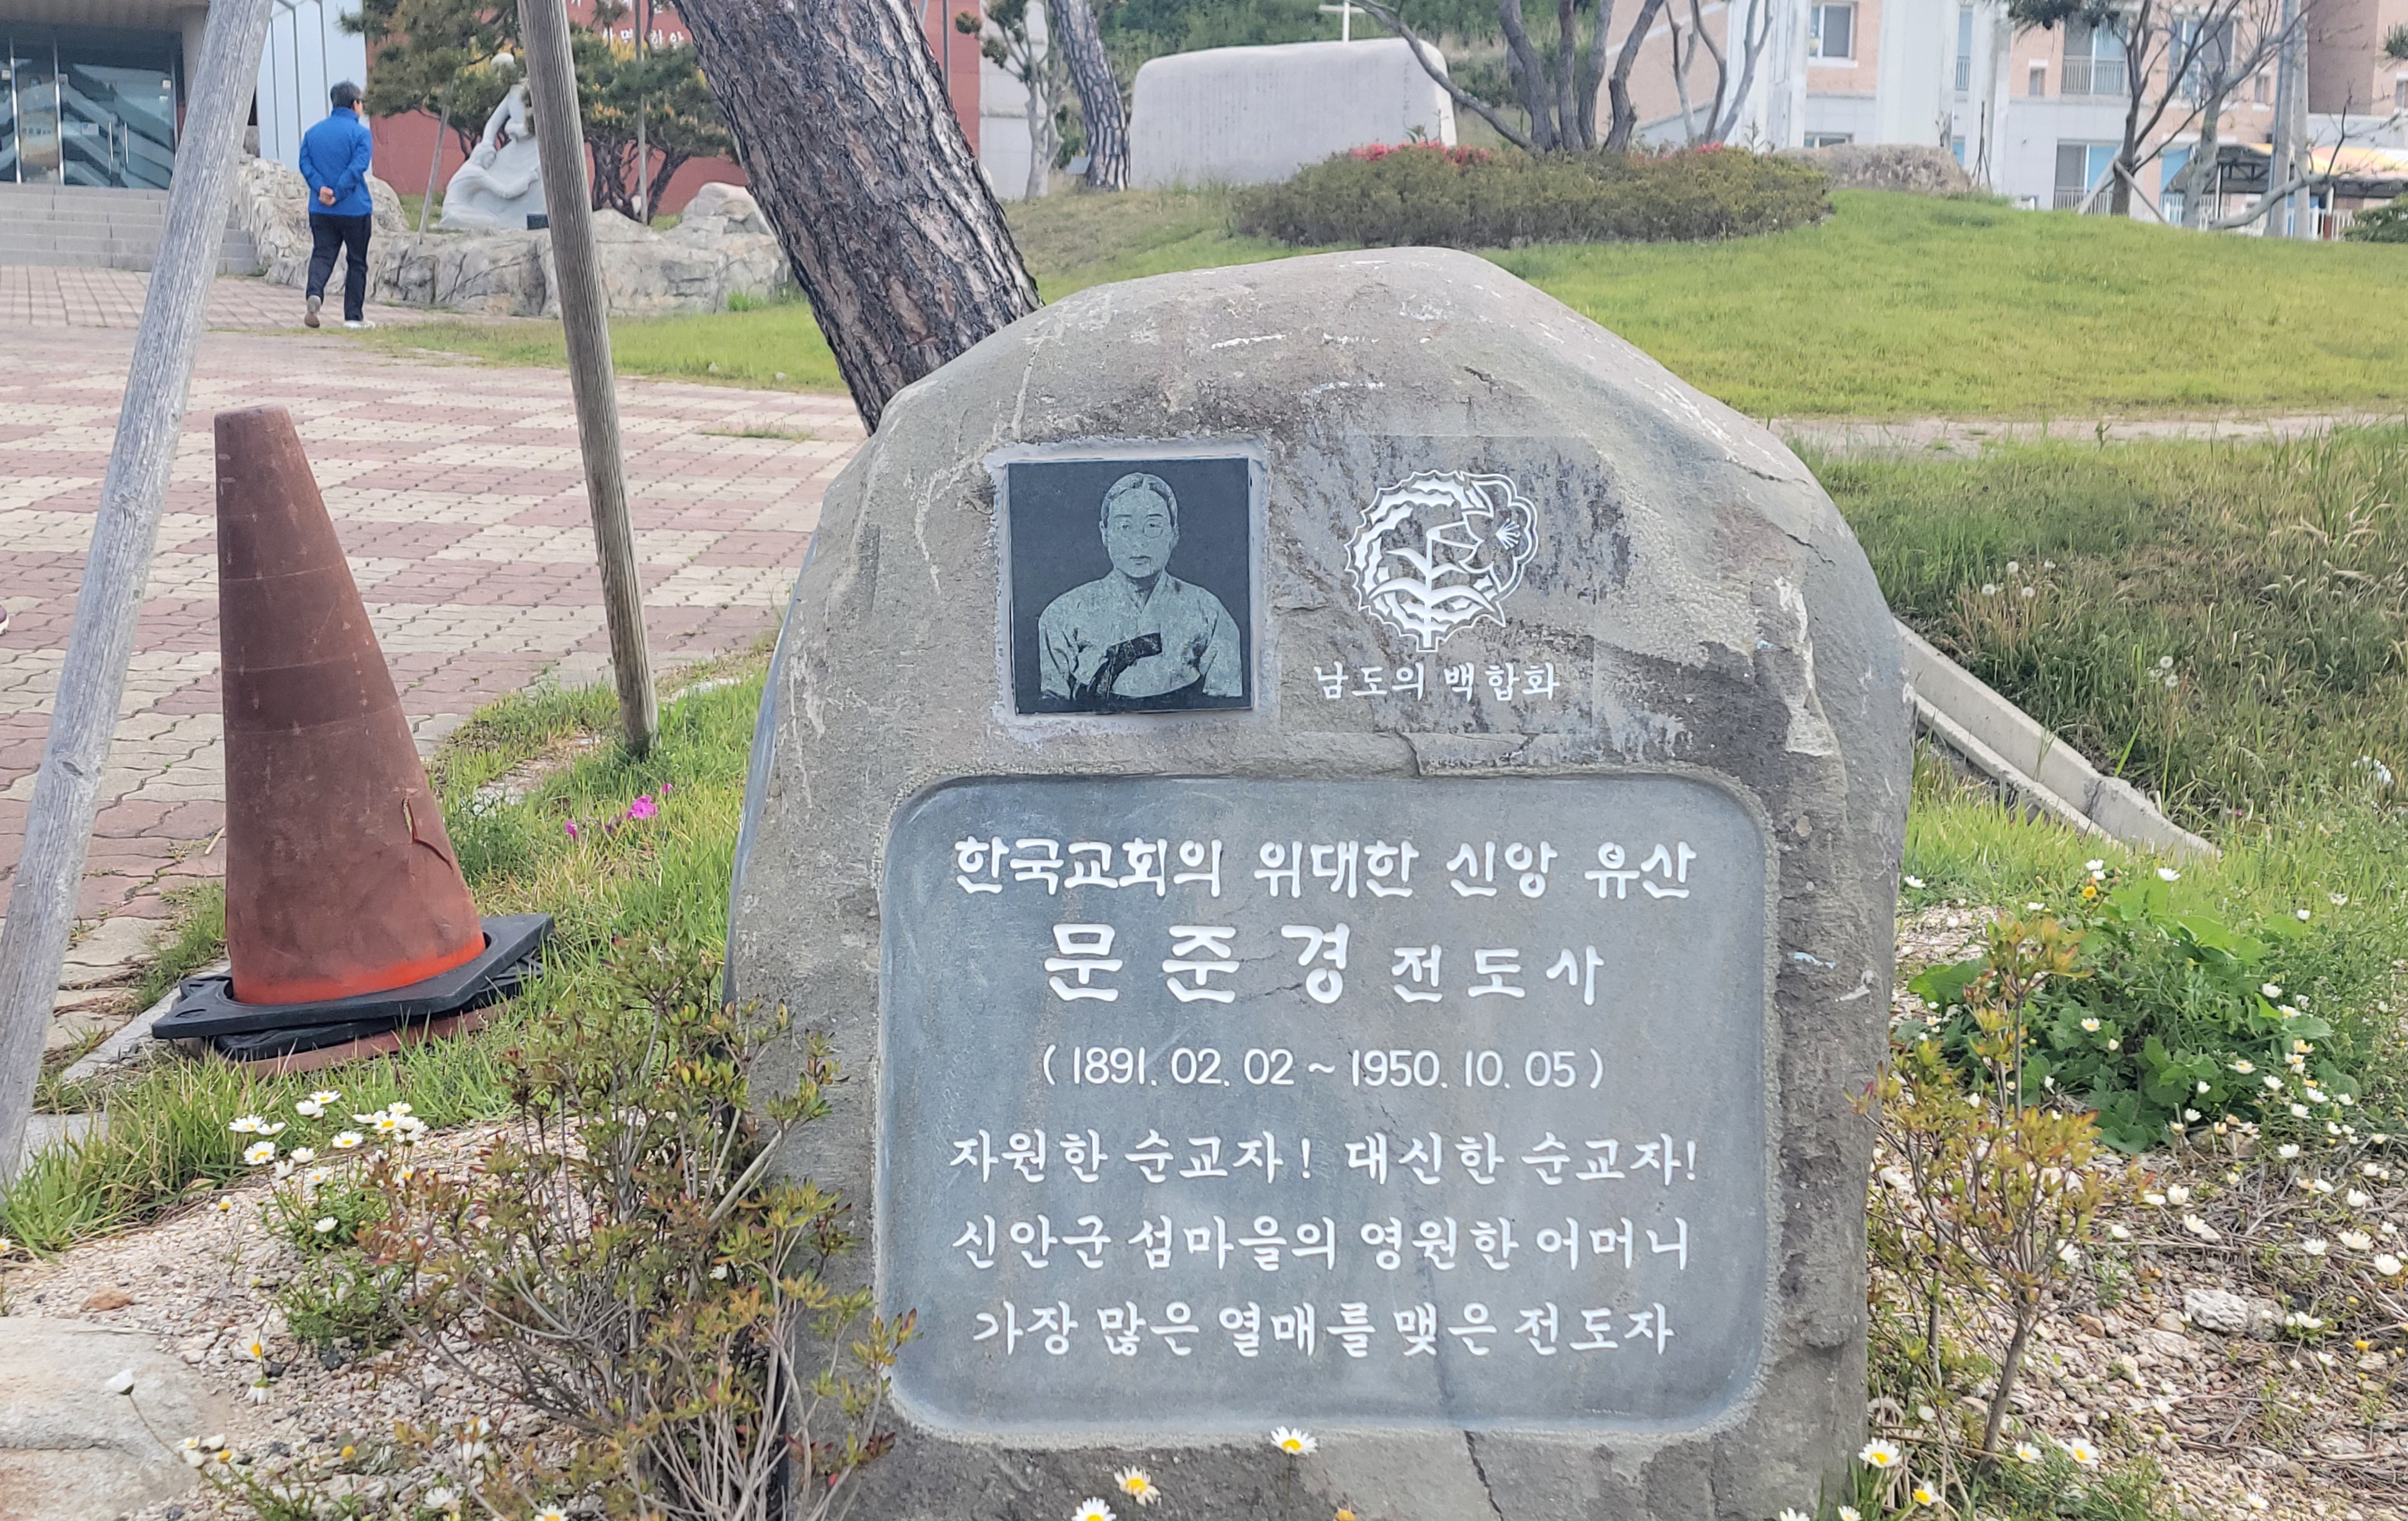 남도의 백합화
한국교회의 위대한 신앙 유산
문준경 전도사
( 1891. 02. 02 ~ 1950. 10. 05 )
자원한 순교자! 대신한 순교자!
신안군 섬마을의 영원한 어머니
가장 많은 열매를 맺은 전도자